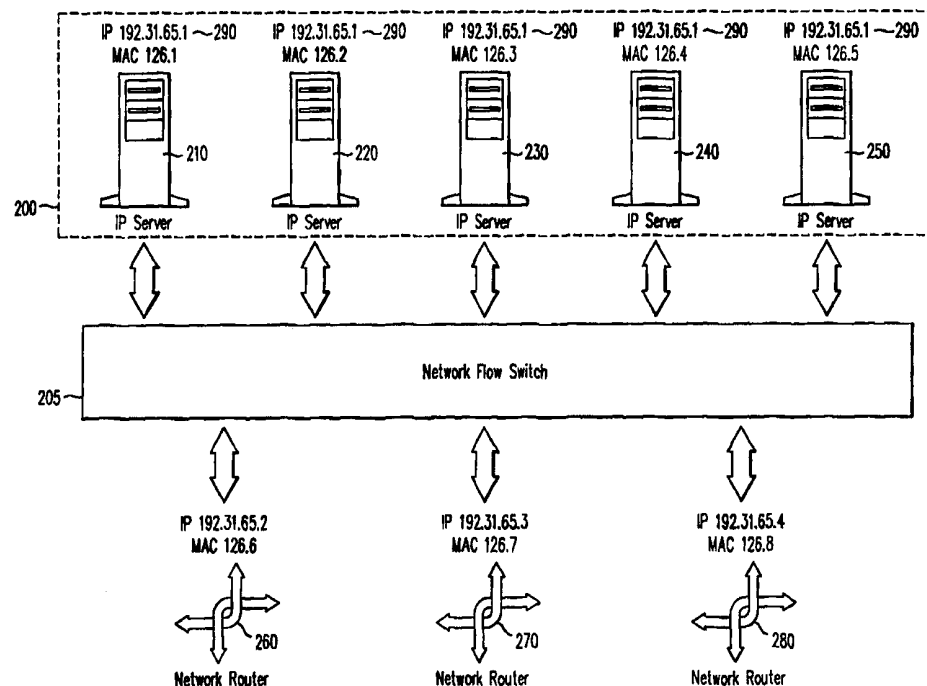 IP 192.31.65.1 ~290 IP 192.31.65.1 ~290 IP 192.31.65.1 ~290 IP 192.31.65.1 ~290 IP 192.31.65.1 ~290
MAC 126.1 MAC 126.2 MAC 126.3 MAC 126.4 MAC 126.5
210 220 230 240 250
200
IP Server IP Server IP Server IP Server IP Server
Network Flow Switch
205
IP 192.31.65.2 IP 192.31.65.3 IP 192.31.65.4
MAC 126.6 MAC 126.7 MAC 126.8
260 270 280
Network Router Network Router Network Router